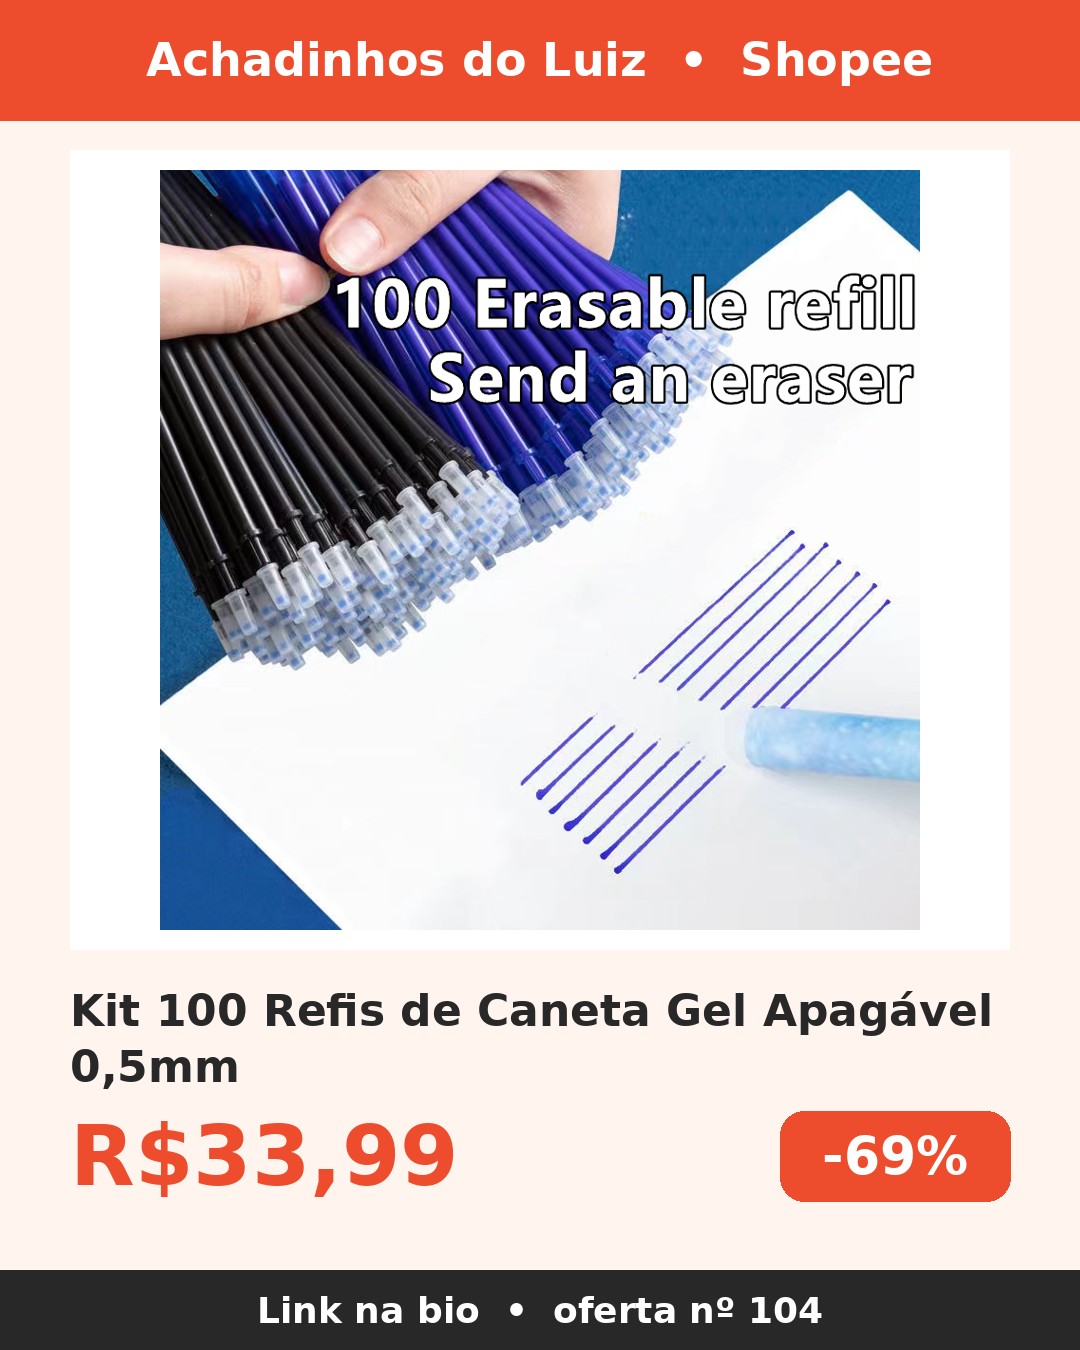 Achadinhos do Luiz • Shopee
100 Erasable refill
Send an eraser
Kit 100 Refis de Caneta Gel Apagável
0,5mm
R$33,99
-69%
Link na bio • oferta nº 104